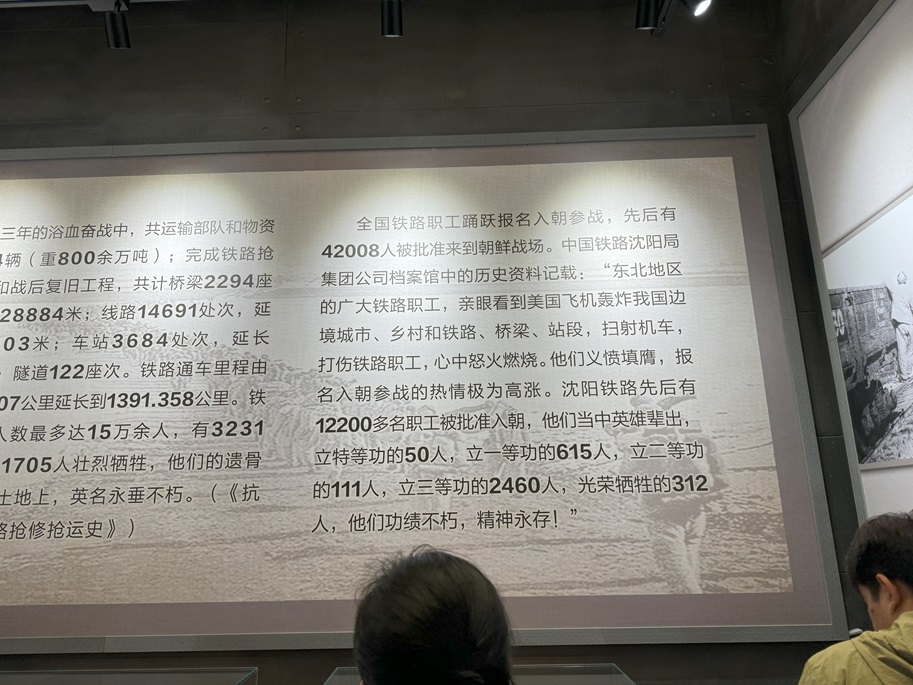 三年的浴血奋战中，共运输部队和物资
辆（重800余万吨）；完成铁路抢
和战后复旧工程，共计桥梁2294座
28884米；线路14691处次，延
03米；车站3684处次，延长
，隧道122座次。铁路通车里程由
07公里延长到1391.358公里。铁
人数最多达15万余人，有3231
1705人壮烈牺牲，他们的遗骨
土地上，英名永垂不朽。（《抗
路抢修抢运史》）
全国铁路职工踊跃报名入朝参战，先后有
42008人被批准来到朝鲜战场。中国铁路沈阳局
集团公司档案馆中的历史资料记载：“东北地区
的广大铁路职工，亲眼看到美国飞机轰炸我国边
境城市、乡村和铁路、桥梁、站段，扫射机车，
打伤铁路职工，心中怒火燃烧。他们义愤填膺，报
名入朝参战的热情极为高涨。沈阳铁路先后有
12200多名职工被批准入朝，他们当中英雄辈出，
立特等功的50人，立一等功的615人，立二等功
的111人，立三等功的2460人，光荣牺牲的312
人，他们功绩不朽，精神永存！”